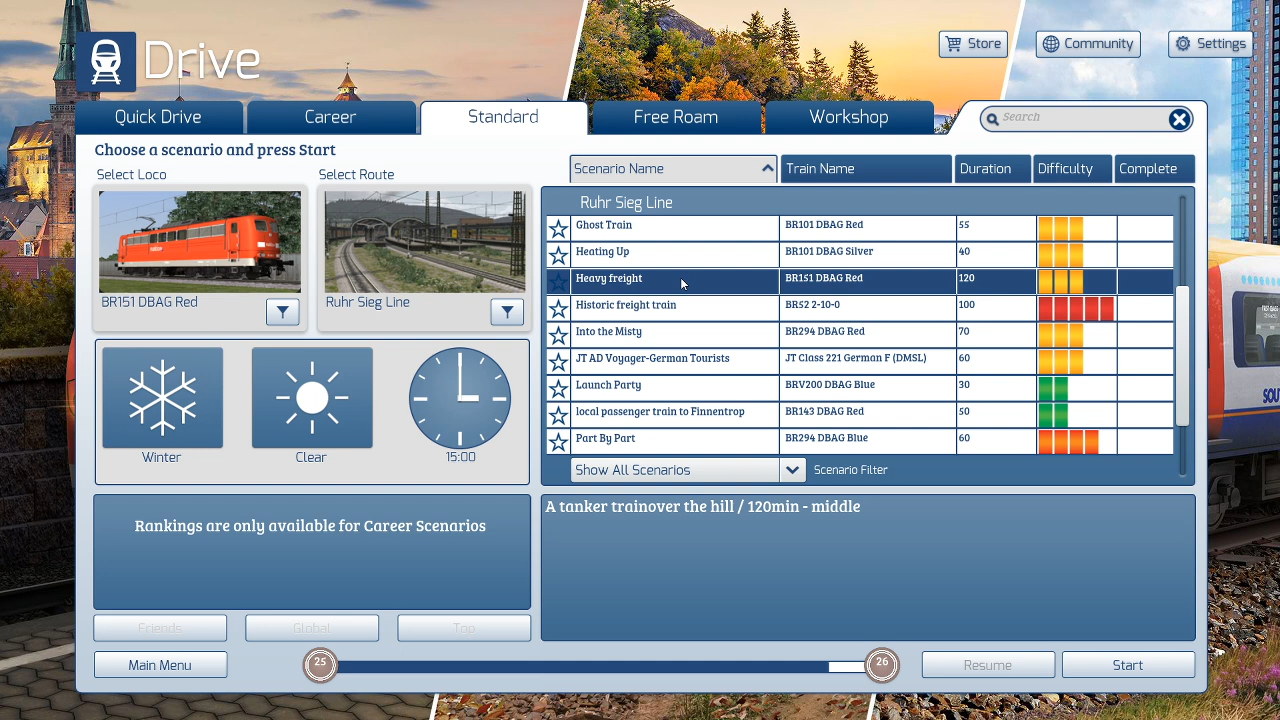 Drive
Store
Community
Settings
Quick Drive
Career
Standard
Free Roam
Workshop
Search
Choose a scenario and press Start
Select Loco
Select Route
BR151 DBAG Red
Ruhr Sieg Line
Winter
Clear
15:00
Scenario Name
Train Name
Duration
Difficulty
Complete
Ruhr Sieg Line
Ghost Train BR101 DBAG Red 55
Heating Up BR101 DBAG Silver 40
Heavy freight BR151 DBAG Red 120
Historic freight train BR52 2-10-0 100
Into the Misty BR294 DBAG Red 70
JT AD Voyager-German Tourists JT Class 221 German F (DMSL) 60
Launch Party BRV200 DBAG Blue 30
local passenger train to Finnentrop BR143 DBAG Red 50
Part By Part BR294 DBAG Blue 60
Show All Scenarios
Scenario Filter
Rankings are only available for Career Scenarios
A tanker trainover the hill / 120min - middle
Friends
Global
Top
Main Menu
25
26
Resume
Start